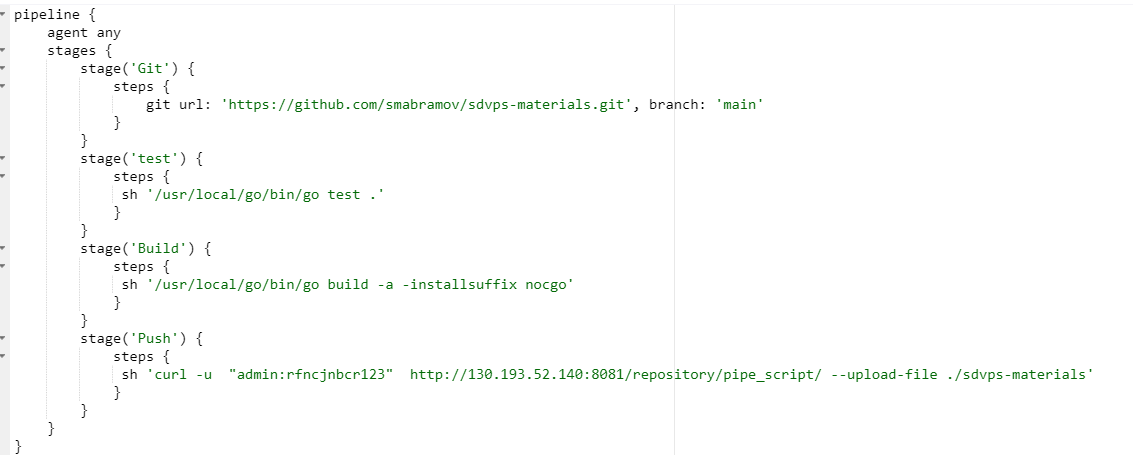 pipeline {
    agent any
    stages {
        stage('Git') {
            steps {
                git url: 'https://github.com/smabramov/sdvps-materials.git', branch: 'main'
            }
        }
        stage('test') {
            steps {
             sh '/usr/local/go/bin/go test .'
            }
        }
        stage('Build') {
            steps {
             sh '/usr/local/go/bin/go build -a -installsuffix nocgo'
            }
        }
        stage('Push') {
            steps {
             sh 'curl -u  "admin:rfncjnbcr123"  http://130.193.52.140:8081/repository/pipe_script/ --upload-file ./sdvps-materials'
            }
        }
    }
}